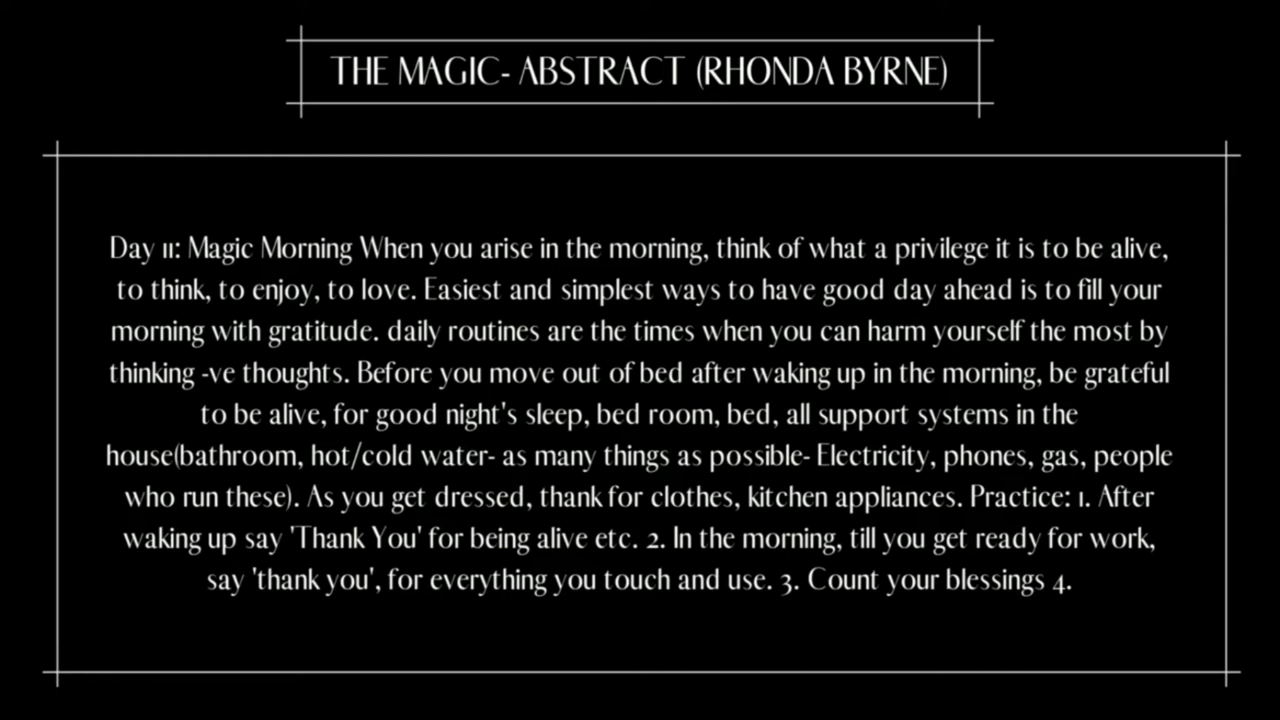 THE MAGIC- ABSTRACT (RHONDA BYRNE)
Day 11: Magic Morning When you arise in the morning, think of what a privilege it is to be alive,
to think, to enjoy, to love. Easiest and simplest ways to have good day ahead is to fill your
morning with gratitude. daily routines are the times when you can harm yourself the most by
thinking -ve thoughts. Before you move out of bed after waking up in the morning, be grateful
to be alive, for good night's sleep, bed room, bed, all support systems in the
house(bathroom, hot/cold water- as many things as possible- Electricity, phones, gas, people
who run these). As you get dressed, thank for clothes, kitchen appliances. Practice: 1. After
waking up say 'Thank You' for being alive etc. 2. In the morning, till you get ready for work,
say 'thank you', for everything you touch and use. 3. Count your blessings 4.